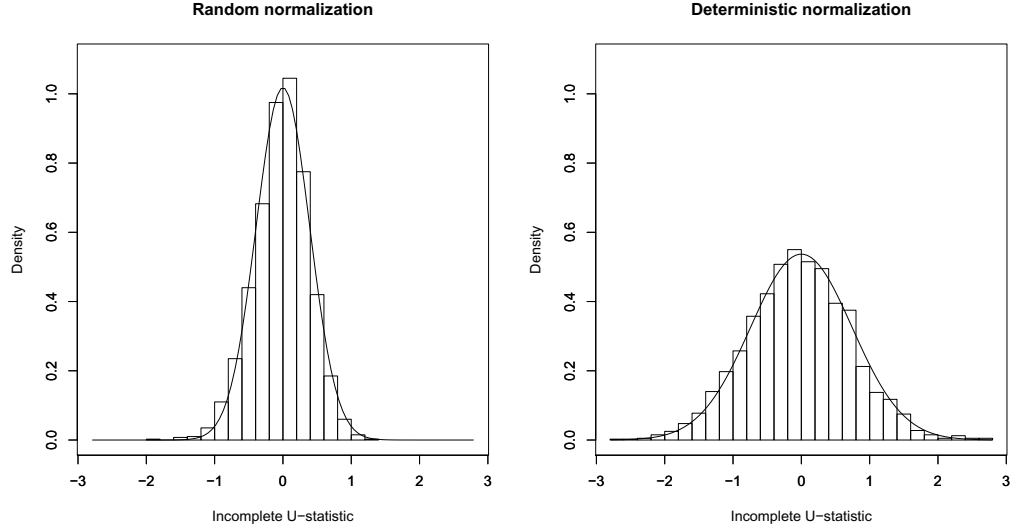 Random normalization
Density
0.0 0.2 0.4 0.6 0.8 1.0
−3 −2 −1 0 1 2 3
Incomplete U−statistic
Deterministic normalization
Density
0.0 0.2 0.4 0.6 0.8 1.0
−3 −2 −1 0 1 2 3
Incomplete U−statistic